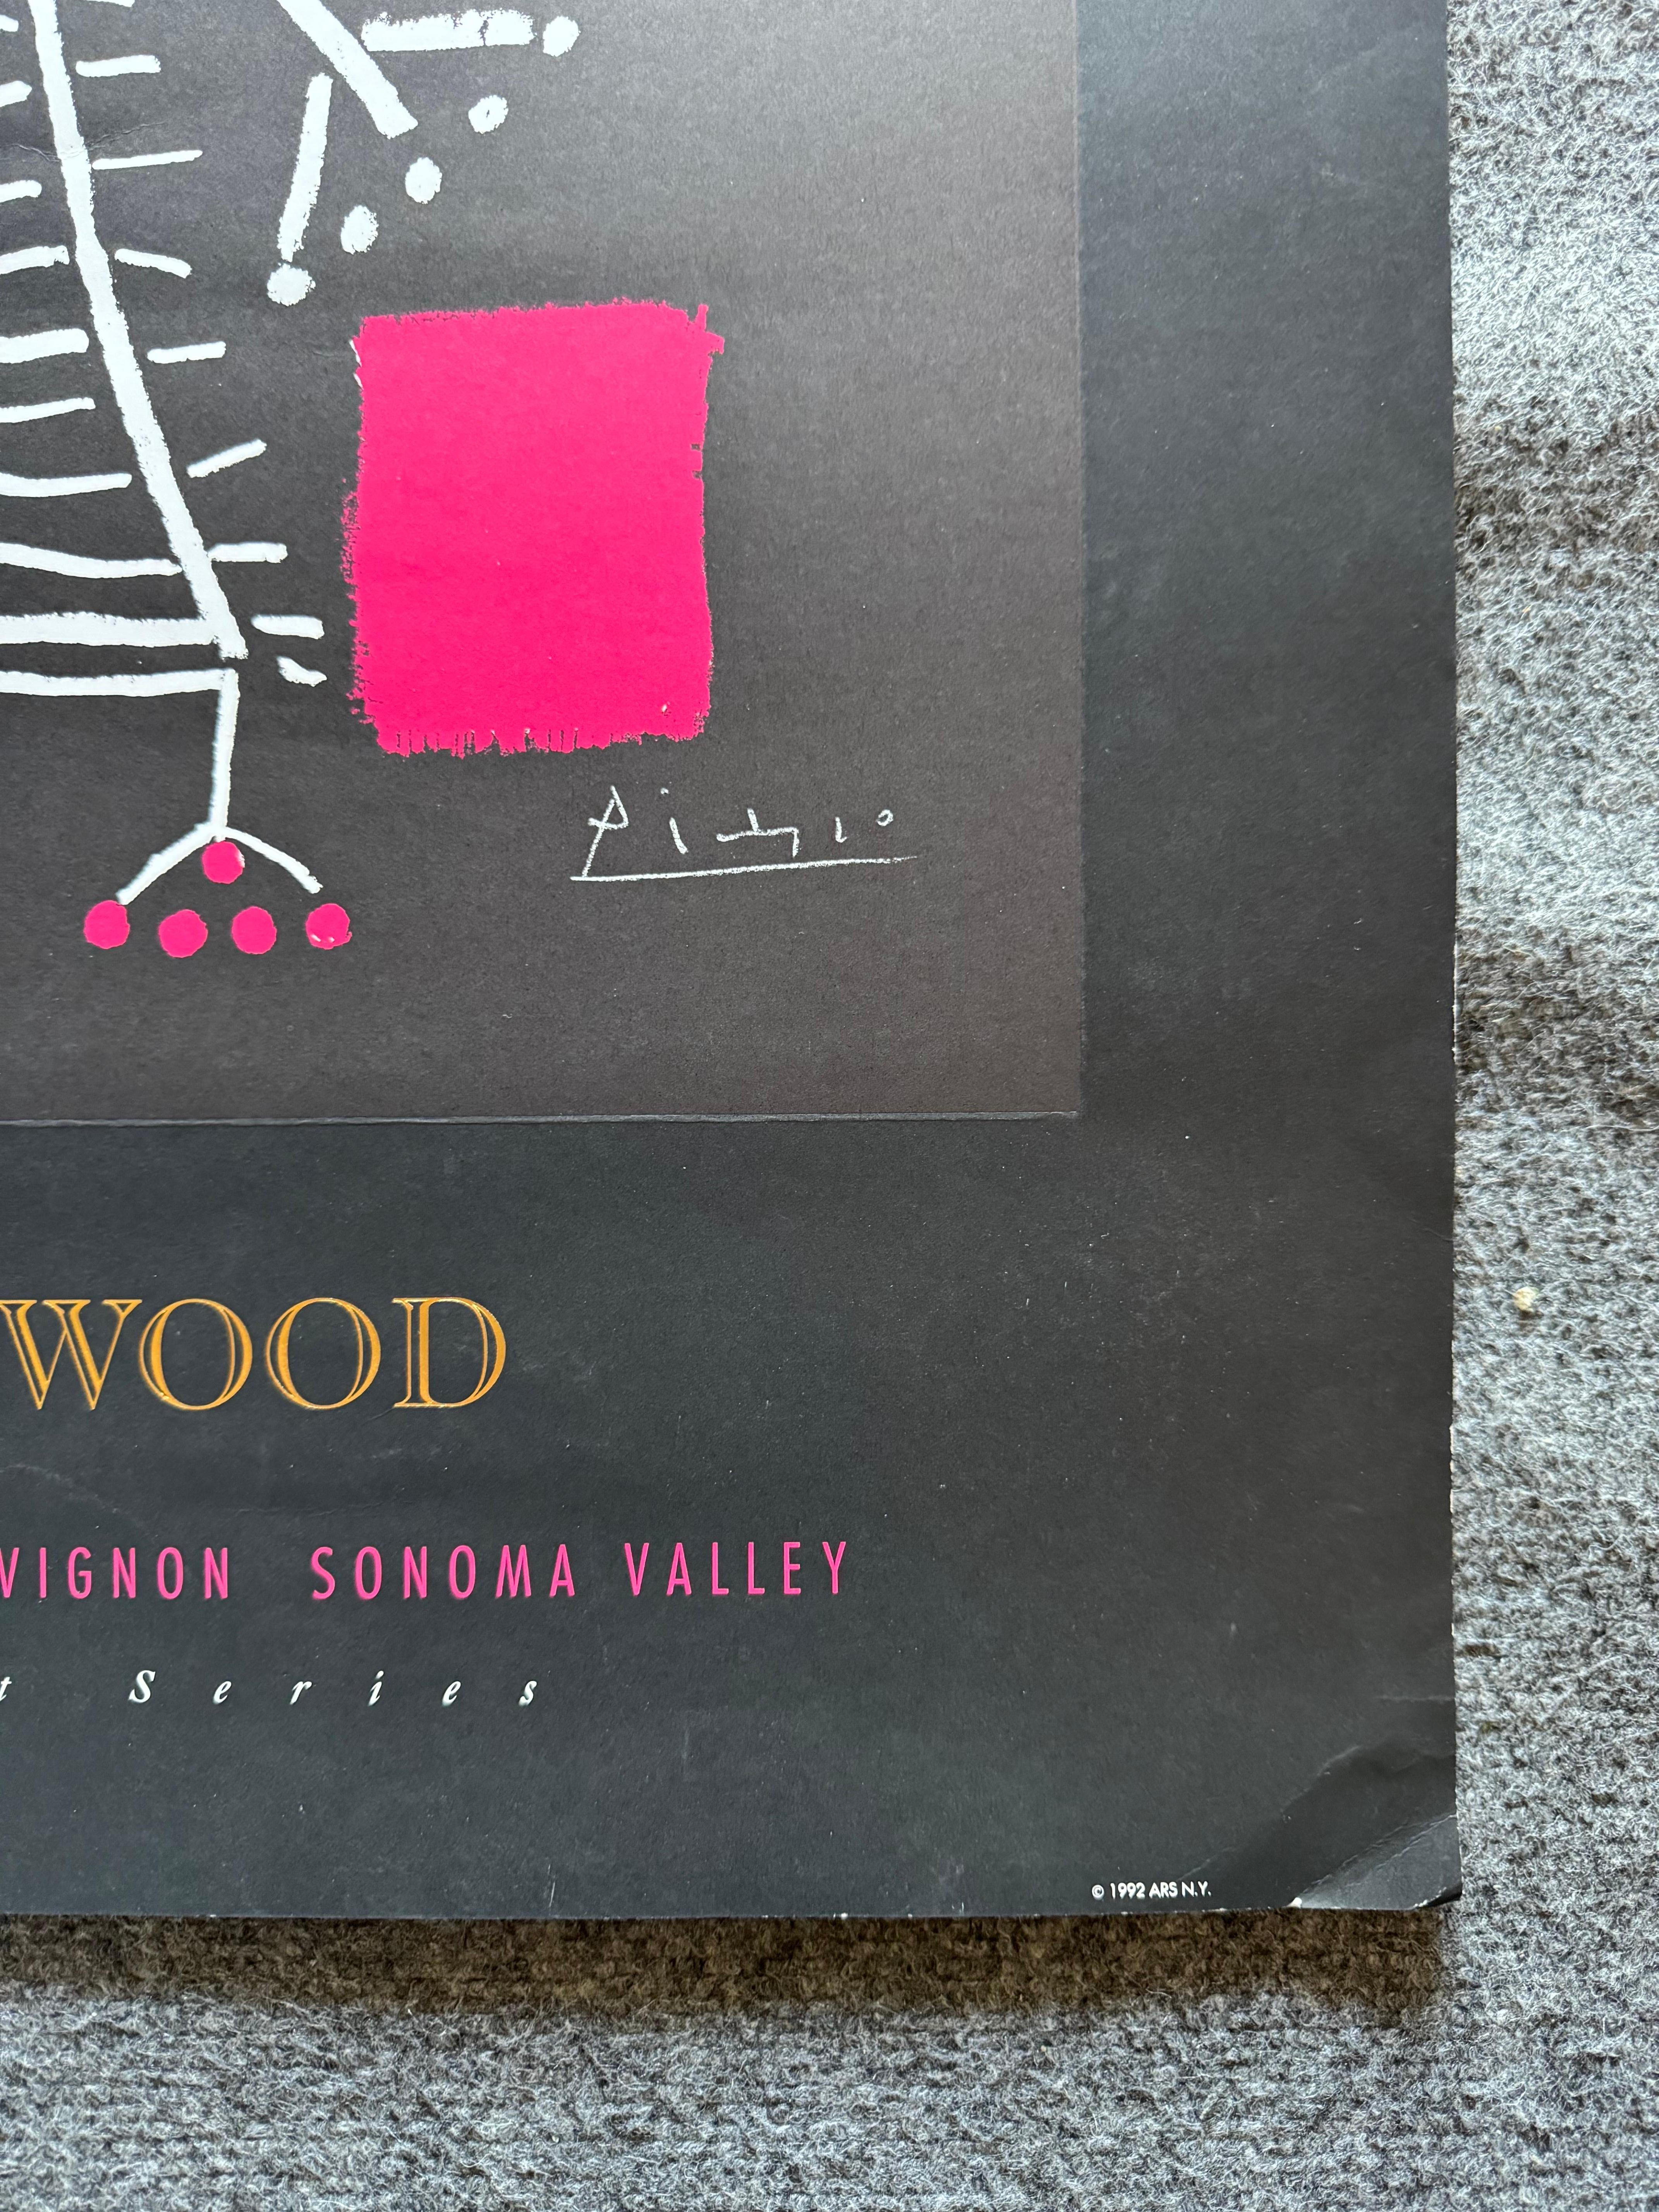 Picasso
WOOD
VIGNON SONOMA VALLEY
t Series
© 1992 ARS N.Y.